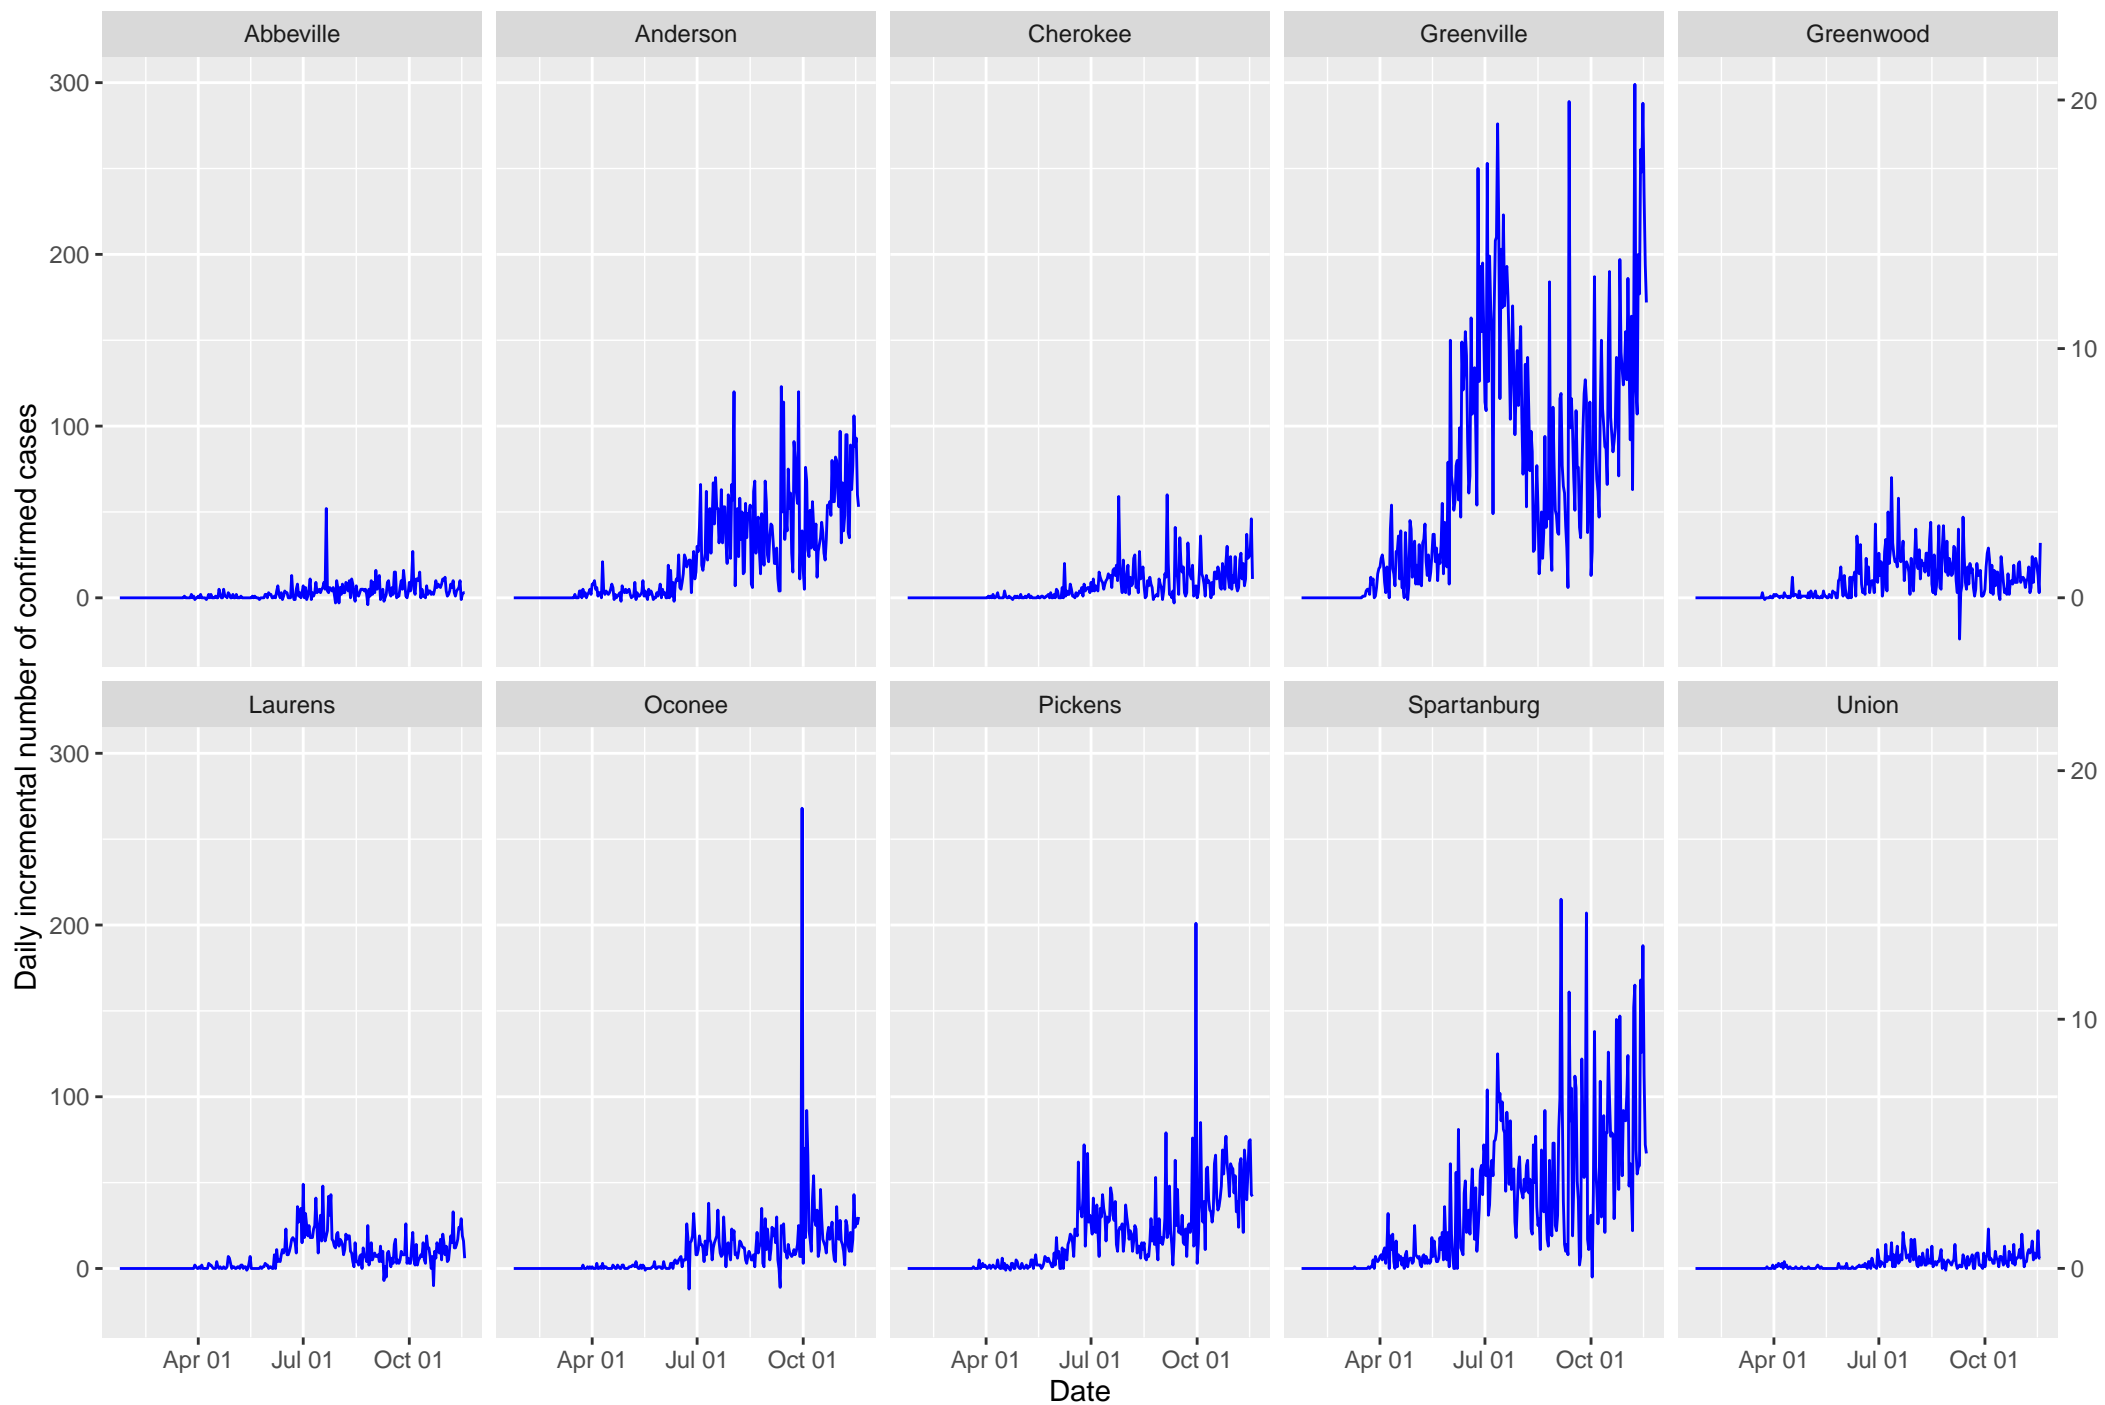 Abbeville Anderson Cherokee Greenville Greenwood
300
200
100
0
20
10
0
Daily incremental number of confirmed cases
Laurens Oconee Pickens Spartanburg Union
300
200
100
0
20
10
0
Apr 01 Jul 01 Oct 01 Apr 01 Jul 01 Oct 01 Apr 01 Jul 01 Oct 01 Apr 01 Jul 01 Oct 01 Apr 01 Jul 01 Oct 01
Date